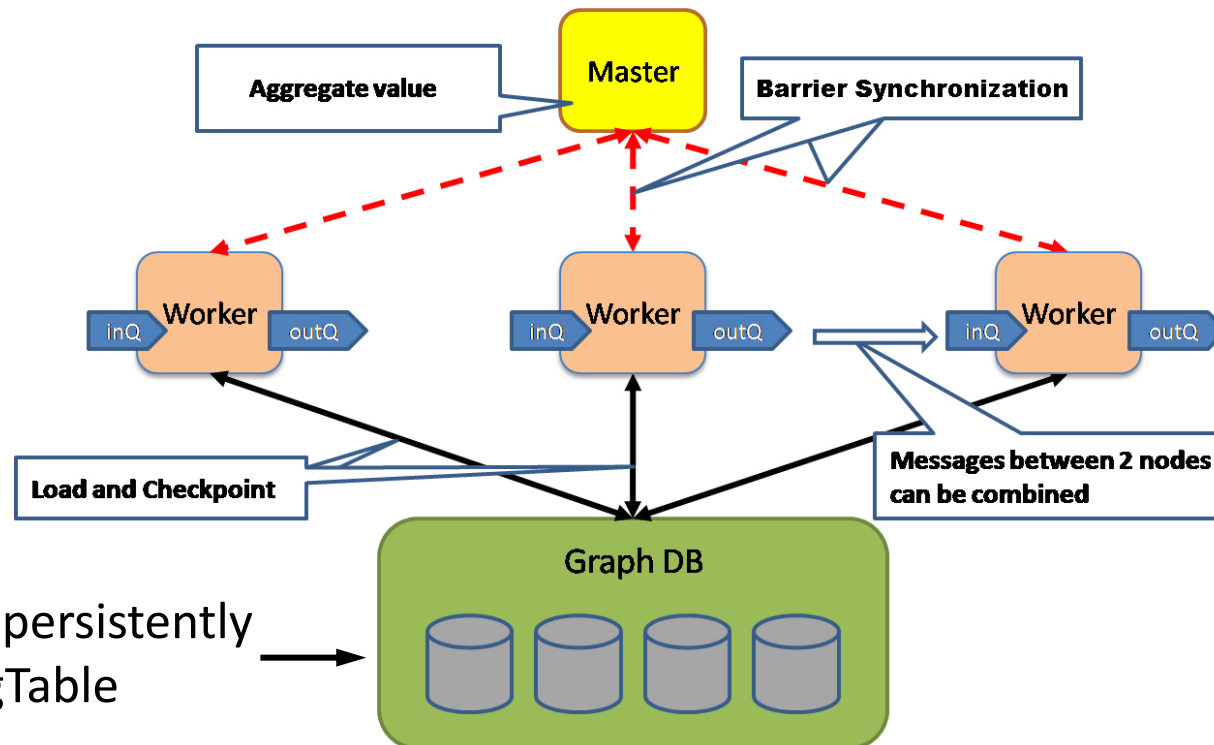 Master
Aggregate value
Barrier Synchronization
Worker
inQ
outQ
Worker
inQ
outQ
Worker
inQ
outQ
Load and Checkpoint
Messages between 2 nodes
can be combined
Graph DB
persistently
gTable